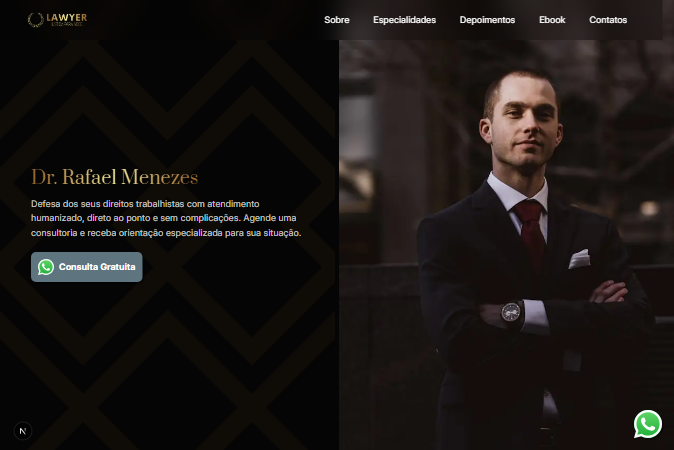 LAWYER
Sobre
Especialidades
Depoimentos
Ebook
Contatos
Dr. Rafael Menezes
Defesa dos seus direitos trabalhistas com atendimento
humanizado, direto ao ponto e sem complicações. Agende uma
consultoria e receba orientação especializada para sua situação.
Consulta Gratuita
N